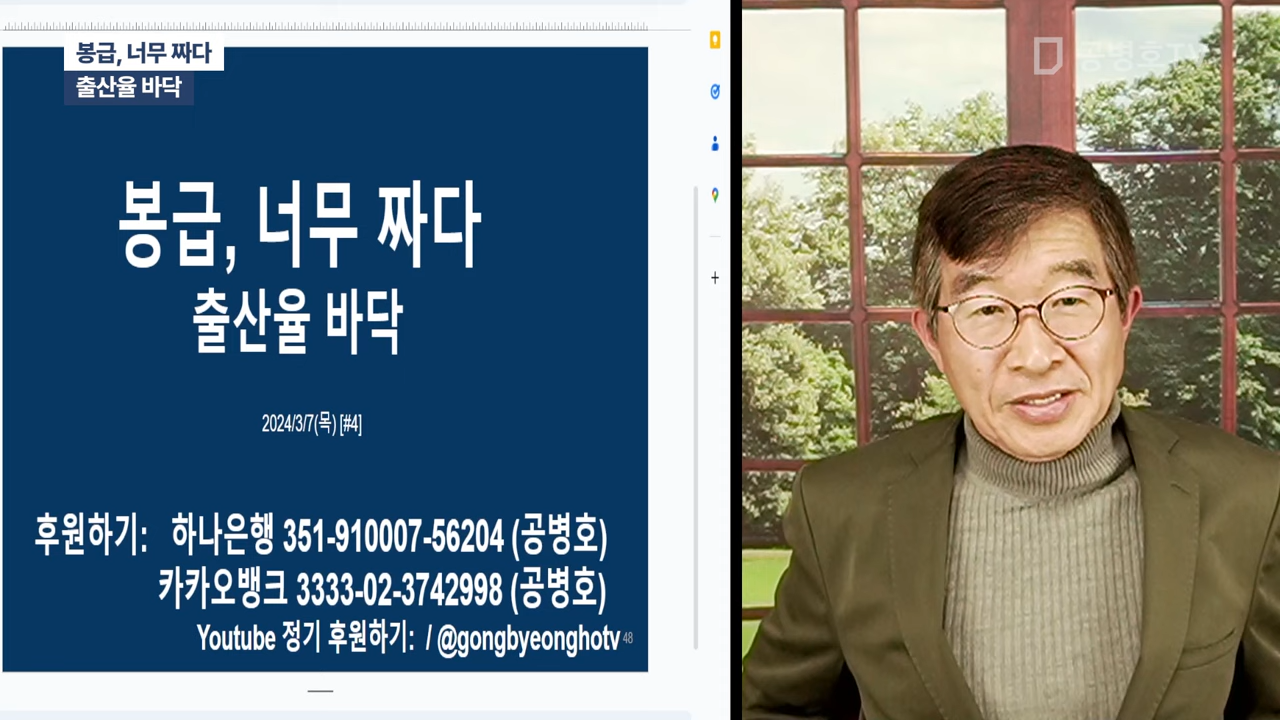 봉급, 너무 짜다
출산율 바닥
공병호TV
봉급, 너무 짜다
출산율 바닥
2024/3/7(목) [#4]
후원하기: 하나은행 351-910007-56204 (공병호)
카카오뱅크 3333-02-3742998 (공병호)
Youtube 정기 후원하기: / @gongbyeonghotv
48